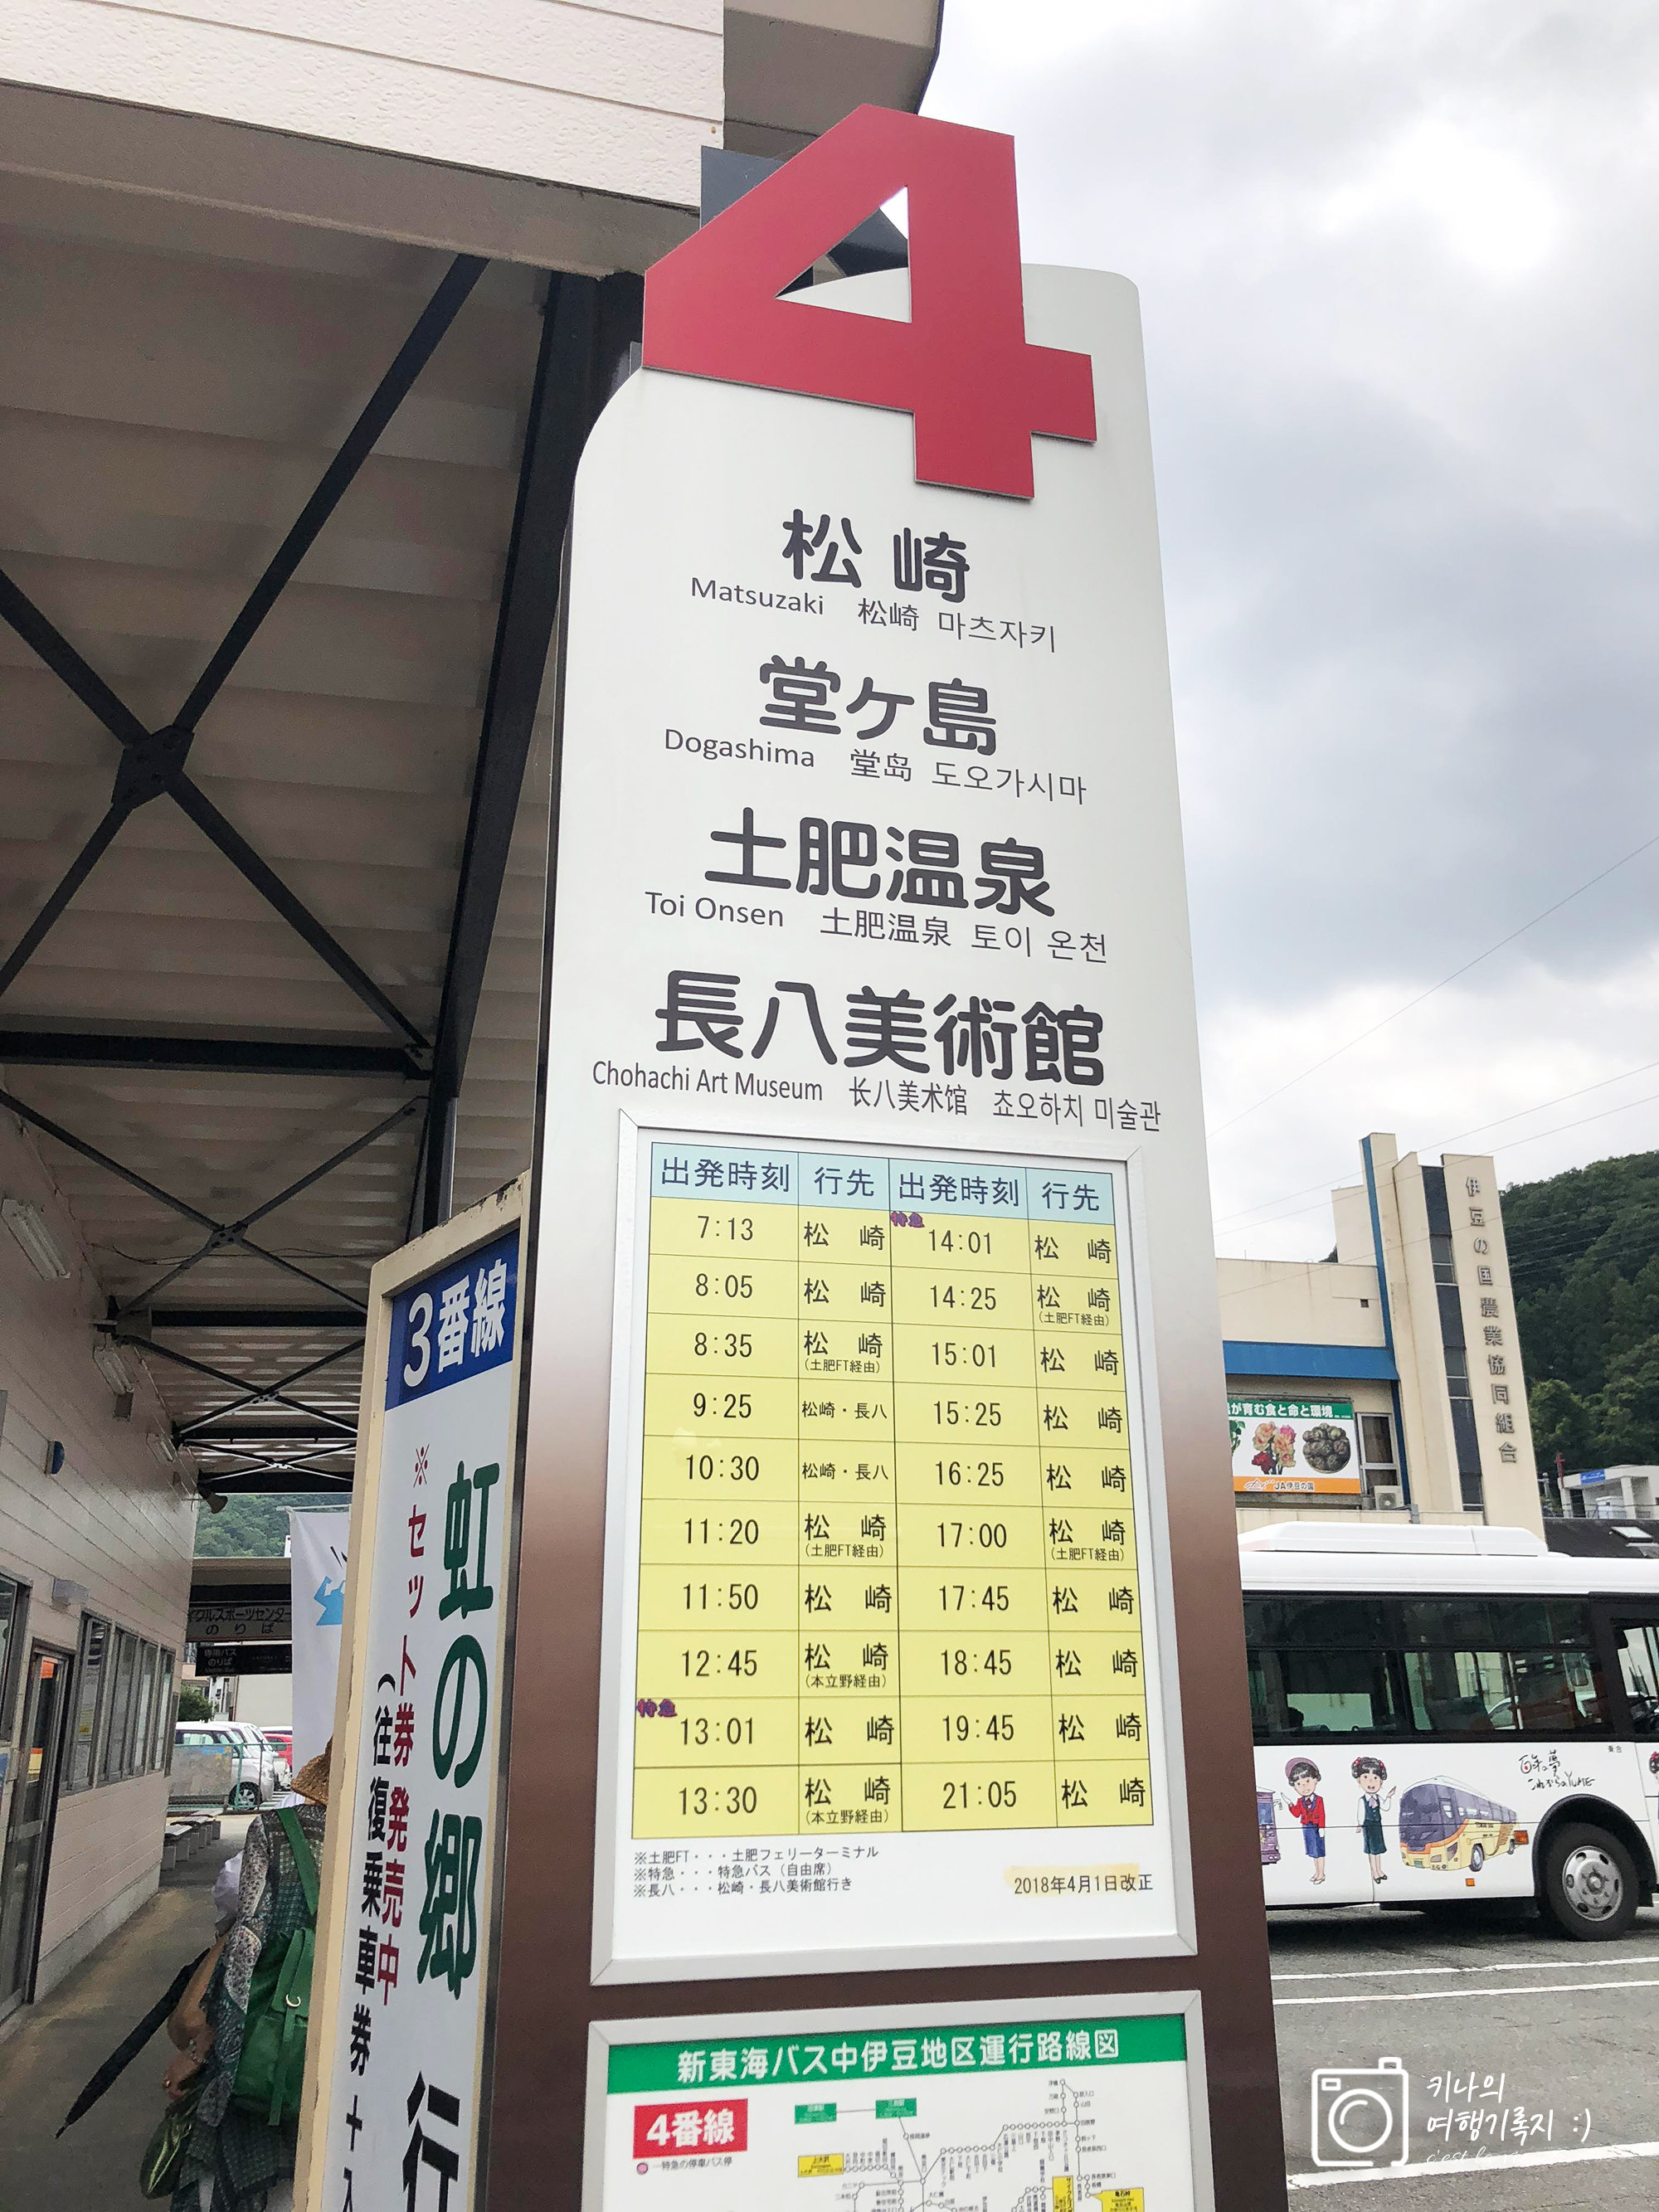 4
松崎
Matsuzaki 松崎 마츠자키
堂ヶ島
Dogashima 堂岛 도오가시마
土肥温泉
Toi Onsen 土肥温泉 토이 온천
長八美術館
Chohachi Art Museum 长八美术馆 쵸오하치 미술관
出発時刻 行先 出発時刻 行先
7:13 松崎 特急 14:01 松崎
8:05 松崎 14:25 松崎 (土肥FT経由)
8:35 松崎 (土肥FT経由) 15:01 松崎
9:25 松崎・長八 15:25 松崎
10:30 松崎・長八 16:25 松崎
11:20 松崎 (土肥FT経由) 17:00 松崎 (土肥FT経由)
11:50 松崎 17:45 松崎
12:45 松崎 (本立野経由) 18:45 松崎
特急 13:01 松崎 19:45 松崎
13:30 松崎 (本立野経由) 21:05 松崎
※土肥FT・・・土肥フェリーターミナル
※特急・・・特急バス（自由席）
※長八・・・松崎・長八美術館行き
2018年4月1日改正
新東海バス中伊豆地区運行路線図
4番線
3番線
虹の郷 行
※セット券発売中
(往復乗車券+入
のりば
伊豆の国農業協同組合
が育む食と命と環境
JA伊豆の国
키나의
여행기록지 :)